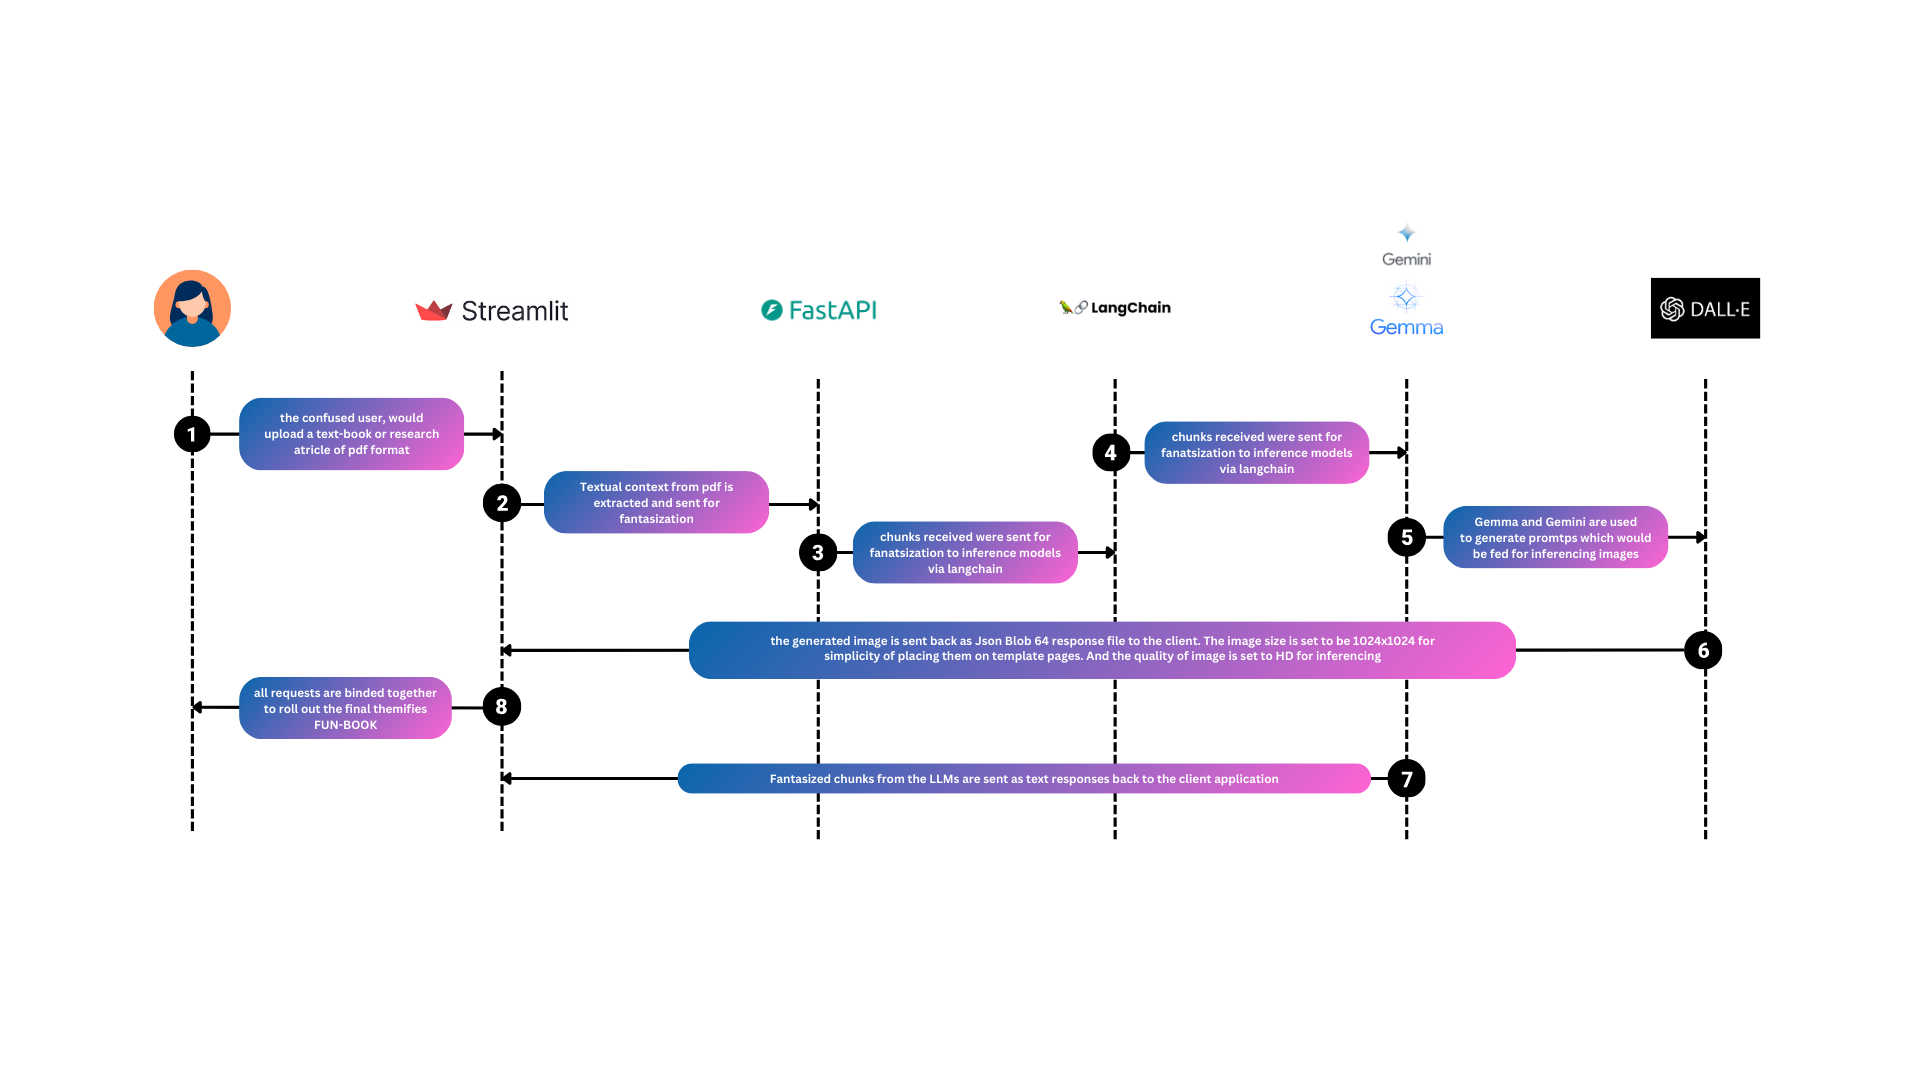 Gemini
Gemma
Streamlit
FastAPI
LangChain
DALL·E
1
the confused user, would
upload a text-book or research
atricle of pdf format
2
Textual context from pdf is
extracted and sent for
fantasization
3
chunks received were sent for
fanatsization to inference models
via langchain
4
chunks received were sent for
fanatsization to inference models
via langchain
5
Gemma and Gemini are used
to generate promtps which would
be fed for inferencing images
the generated image is sent back as Json Blob 64 response file to the client. The image size is set to be 1024x1024 for
simplicity of placing them on template pages. And the quality of image is set to HD for inferencing
6
all requests are binded together
to roll out the final themifies
FUN-BOOK
8
Fantasized chunks from the LLMs are sent as text responses back to the client application
7